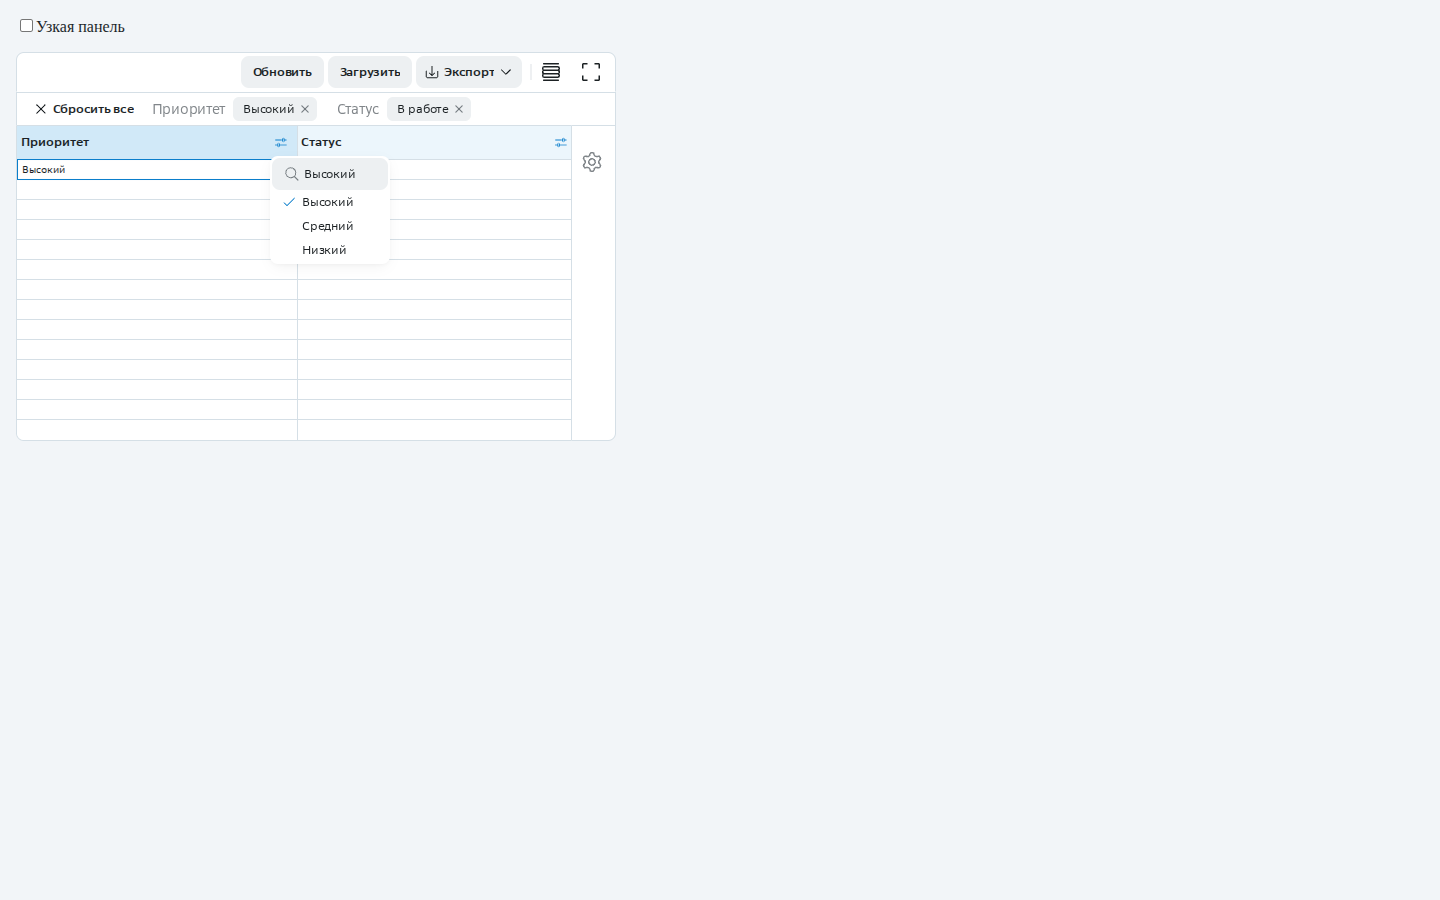 Узкая панель
Обновить Загрузить Экспорт
Сбросить все Приоритет Высокий Статус В работе
Приоритет Статус
Высокий
Высокий
Высокий
Средний
Низкий